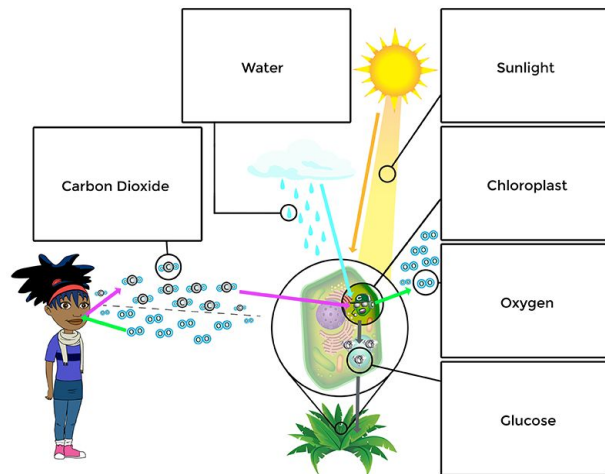 Water
Sunlight
Carbon Dioxide
Chloroplast
Oxygen
Glucose